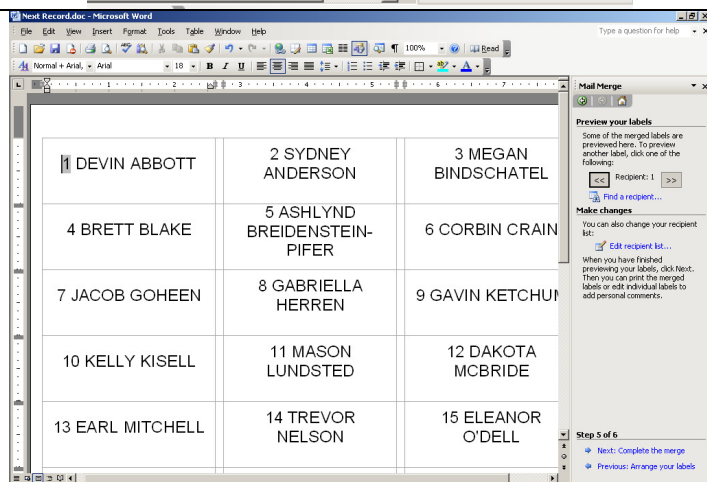 Next Record.doc - Microsoft Word
File Edit View Insert Format Tools Table Window Help
Type a question for help
100%
Read
Normal + Arial, Arial 18 B I U
1 2 3 4 5 6 7
Mail Merge
Preview your labels
Some of the merged labels are
previewed here. To preview
another label, click one of the
following:
<< Recipient: 1 >>
Find a recipient...
Make changes
You can also change your recipient
list:
Edit recipient list...
When you have finished
previewing your labels, click Next.
Then you can print the merged
labels or edit individual labels to
add personal comments.
Step 5 of 6
Next: Complete the merge
Previous: Arrange your labels
1 DEVIN ABBOTT
2 SYDNEY
ANDERSON
3 MEGAN
BINDSCHATEL
4 BRETT BLAKE
5 ASHLYND
BREIDENSTEIN-
PIFER
6 CORBIN CRAIN
7 JACOB GOHEEN
8 GABRIELLA
HERREN
9 GAVIN KETCHUM
10 KELLY KISELL
11 MASON
LUNDSTED
12 DAKOTA
MCBRIDE
13 EARL MITCHELL
14 TREVOR
NELSON
15 ELEANOR
O'DELL